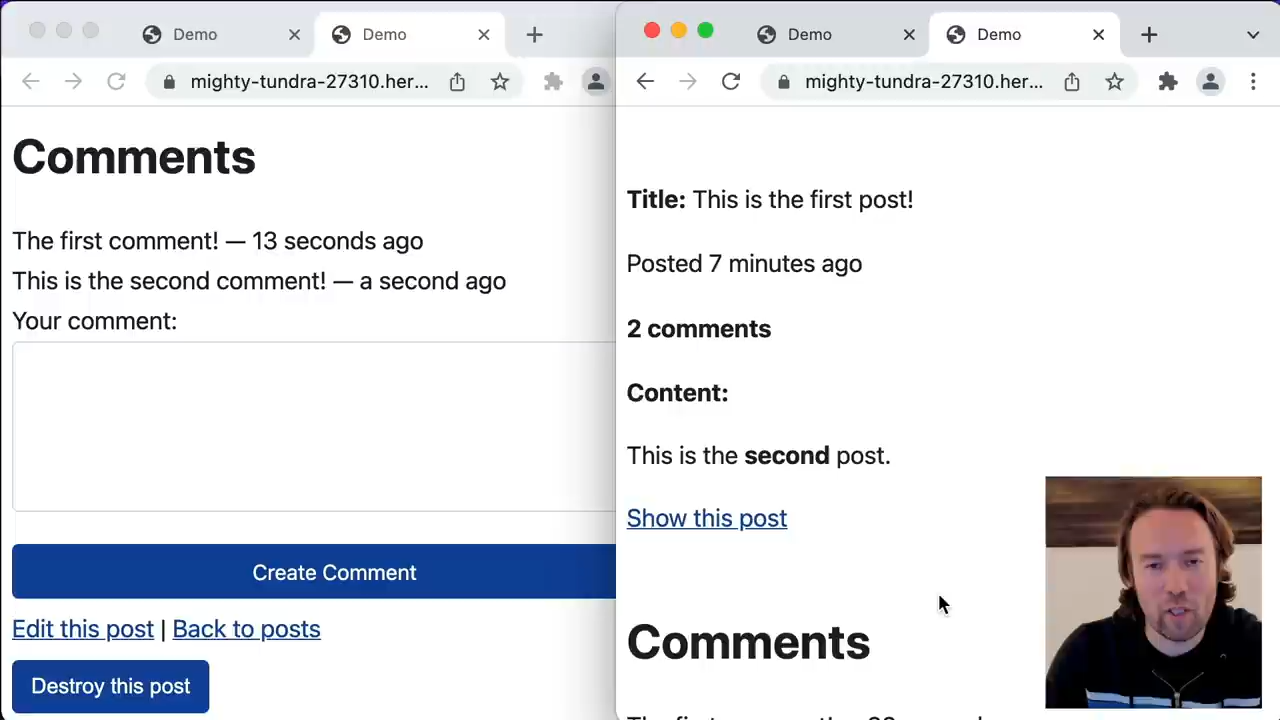 Demo
Demo
mighty-tundra-27310.her...
Comments
The first comment! — 13 seconds ago
This is the second comment! — a second ago
Your comment:
Create Comment
Edit this post | Back to posts
Destroy this post
Demo
Demo
mighty-tundra-27310.her...
Title: This is the first post!
Posted 7 minutes ago
2 comments
Content:
This is the second post.
Show this post
Comments